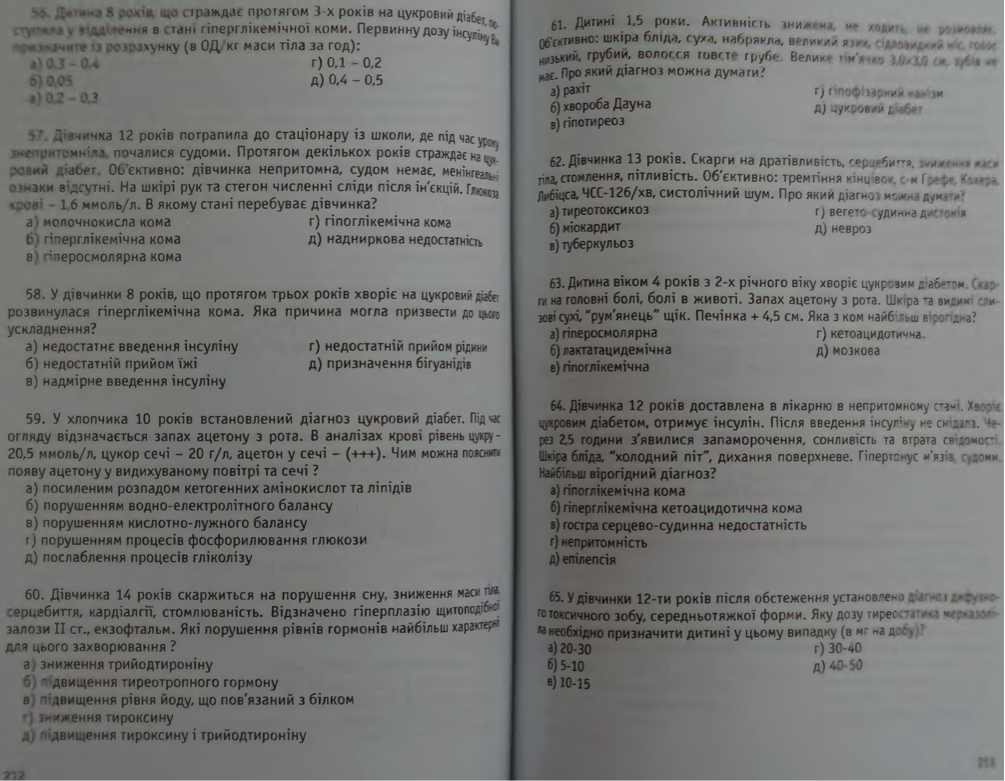 56. Дитина 8 років, що страждає протягом 3-х років на цукровий діабет, по-
ступила у відділення в стані гіперглікемічної коми. Первинну дозу інсуліну Ви
призначите із розрахунку (в ОД/кг маси тіла за год):
а) 0,3 - 0,4
г) 0,1 - 0,2
б) 0,05
д) 0,4 - 0,5
в) 0,2 - 0,3
57. Дівчинка 12 років потрапила до стаціонару із школи, де під час уроку
знепритомніла, почалися судоми. Протягом декількох років страждає на цук-
ровий діабет. Об'єктивно: дівчинка непритомна, судом немає, менінгеальні
ознаки відсутні. На шкірі рук та стегон численні сліди після ін'єкцій. Глюкоза
крові - 1,6 ммоль/л. В якому стані перебуває дівчинка?
а) молочнокисла кома
г) гіпоглікемічна кома
б) гіперглікемічна кома
д) надниркова недостатність
в) гіперосмолярна кома
58. У дівчинки 8 років, що протягом трьох років хворіє на цукровий діабет
розвинулася гіперглікемічна кома. Яка причина могла призвести до цього
ускладнення?
а) недостатнє введення інсуліну
г) недостатній прийом рідини
б) недостатній прийом їжі
д) призначення бігуанідів
в) надмірне введення інсуліну
59. У хлопчика 10 років встановлений діагноз цукровий діабет. Під час
огляду відзначається запах ацетону з рота. В аналізах крові рівень цукру -
20,5 ммоль/л, цукор сечі - 20 г/л, ацетон у сечі - (+++). Чим можна пояснити
появу ацетону у видихуваному повітрі та сечі ?
а) посиленим розпадом кетогенних амінокислот та ліпідів
б) порушенням водно-електролітного балансу
в) порушенням кислотно-лужного балансу
г) порушенням процесів фосфорилювання глюкози
д) послаблення процесів гліколізу
60. Дівчинка 14 років скаржиться на порушення сну, зниження маси тіла,
серцебиття, кардіалгії, стомлюваність. Відзначено гіперплазію щитоподібної
залози II ст., екзофтальм. Які порушення рівнів гормонів найбільш характерні
для цього захворювання ?
а) зниження трийодтироніну
б) підвищення тиреотропного гормону
в) підвищення рівня йоду, що пов'язаний з білком
г) зниження тироксину
д) підвищення тироксину і трийодтироніну
212
61. Дитині 1,5 роки. Активність знижена, не ходить, не розмовляє.
Об'єктивно: шкіра бліда, суха, набрякла, великий язик, сідловидний ніс, голос
низький, грубий, волосся товсте грубе. Велике тім'ячко 3,0х3,0 см, зубів не
має. Про який діагноз можна думати?
а) рахіт
г) гіпофізарний нанізм
б) хвороба Дауна
д) цукровий діабет
в) гіпотиреоз
62. Дівчинка 13 років. Скарги на дратівливість, серцебиття, зниження маси
тіла, стомлення, пітливість. Об'єктивно: тремтіння кінцівок, с-м Грефе, Кохера,
Либіцса, ЧСС-126/хв, систолічний шум. Про який діагноз можна думати?
а) тиреотоксикоз
г) вегето-судинна дистонія
б) міокардит
д) невроз
в) туберкульоз
63. Дитина віком 4 років з 2-х річного віку хворіє цукровим діабетом. Скар-
ги на головні болі, болі в животі. Запах ацетону з рота. Шкіра та видимі сли-
зові сухі, "рум'янець" щік. Печінка + 4,5 см. Яка з ком найбільш вірогідна?
а) гіперосмолярна
г) кетоацидотична.
б) лактатацидемічна
д) мозкова
в) гіпоглікемічна
64. Дівчинка 12 років доставлена в лікарню в непритомному стані. Хворіє
цукровим діабетом, отримує інсулін. Після введення інсуліну не снідала. Че-
рез 2,5 години з'явилися запаморочення, сонливість та втрата свідомості.
Шкіра бліда, "холодний піт", дихання поверхневе. Гіпертонус м'язів, судоми.
Найбільш вірогідний діагноз?
а) гіпоглікемічна кома
б) гіперглікемічна кетоацидотична кома
в) гостра серцево-судинна недостатність
г) непритомність
д) епілепсія
65. У дівчинки 12-ти років після обстеження установлено діагноз дифузно-
го токсичного зобу, середньотяжкої форми. Яку дозу тиреостатика мерказолі-
ла необхідно призначити дитині у цьому випадку (в мг на добу)?
а) 20-30
г) 30-40
б) 5-10
д) 40-50
в) 10-15
213